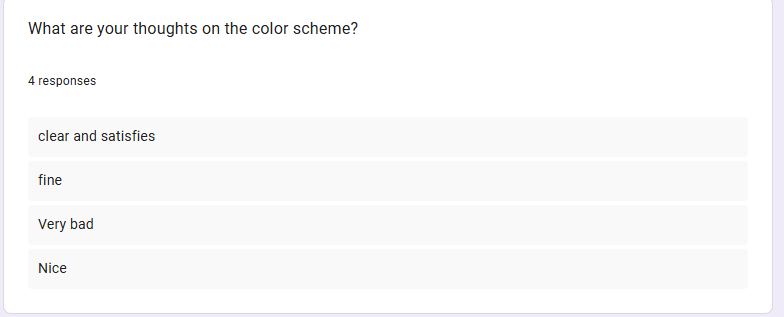 What are your thoughts on the color scheme?
4 responses
clear and satisfies
fine
Very bad
Nice